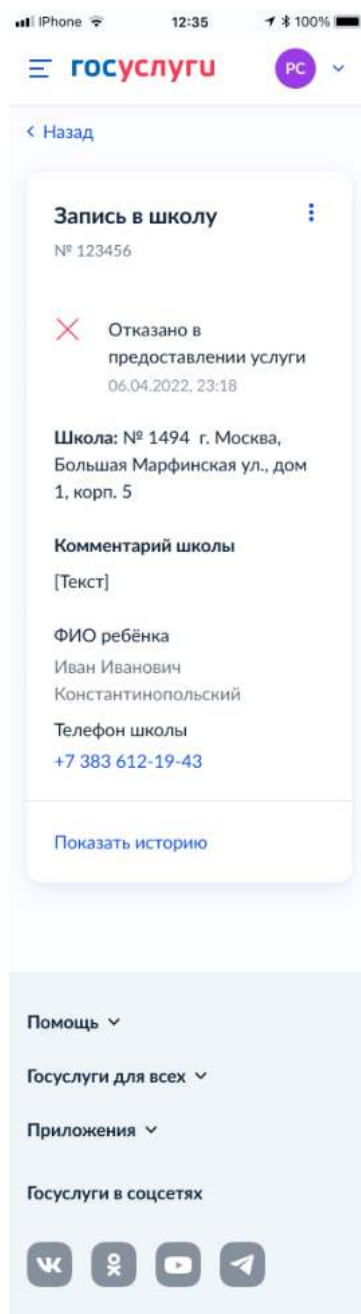 iPhone 12:35 100%
госуслуги РС
Назад
Запись в школу
№ 123456
Отказано в
предоставлении услуги
06.04.2022, 23:18
Школа: № 1494 г. Москва,
Большая Марфинская ул., дом
1, корп. 5
Комментарий школы
[Текст]
ФИО ребёнка
Иван Иванович
Константинопольский
Телефон школы
+7 383 612-19-43
Показать историю
Помощь
Госуслуги для всех
Приложения
Госуслуги в соцсетях